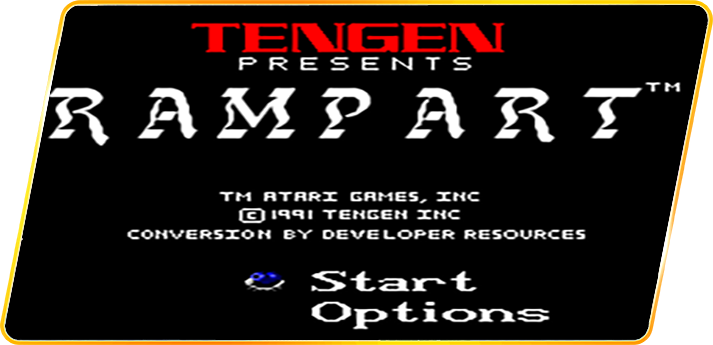 TENGEN
PRESENTS
RAMPART™
TM ATARI GAMES, INC
© 1991 TENGEN INC
CONVERSION BY DEVELOPER RESOURCES
Start
Options